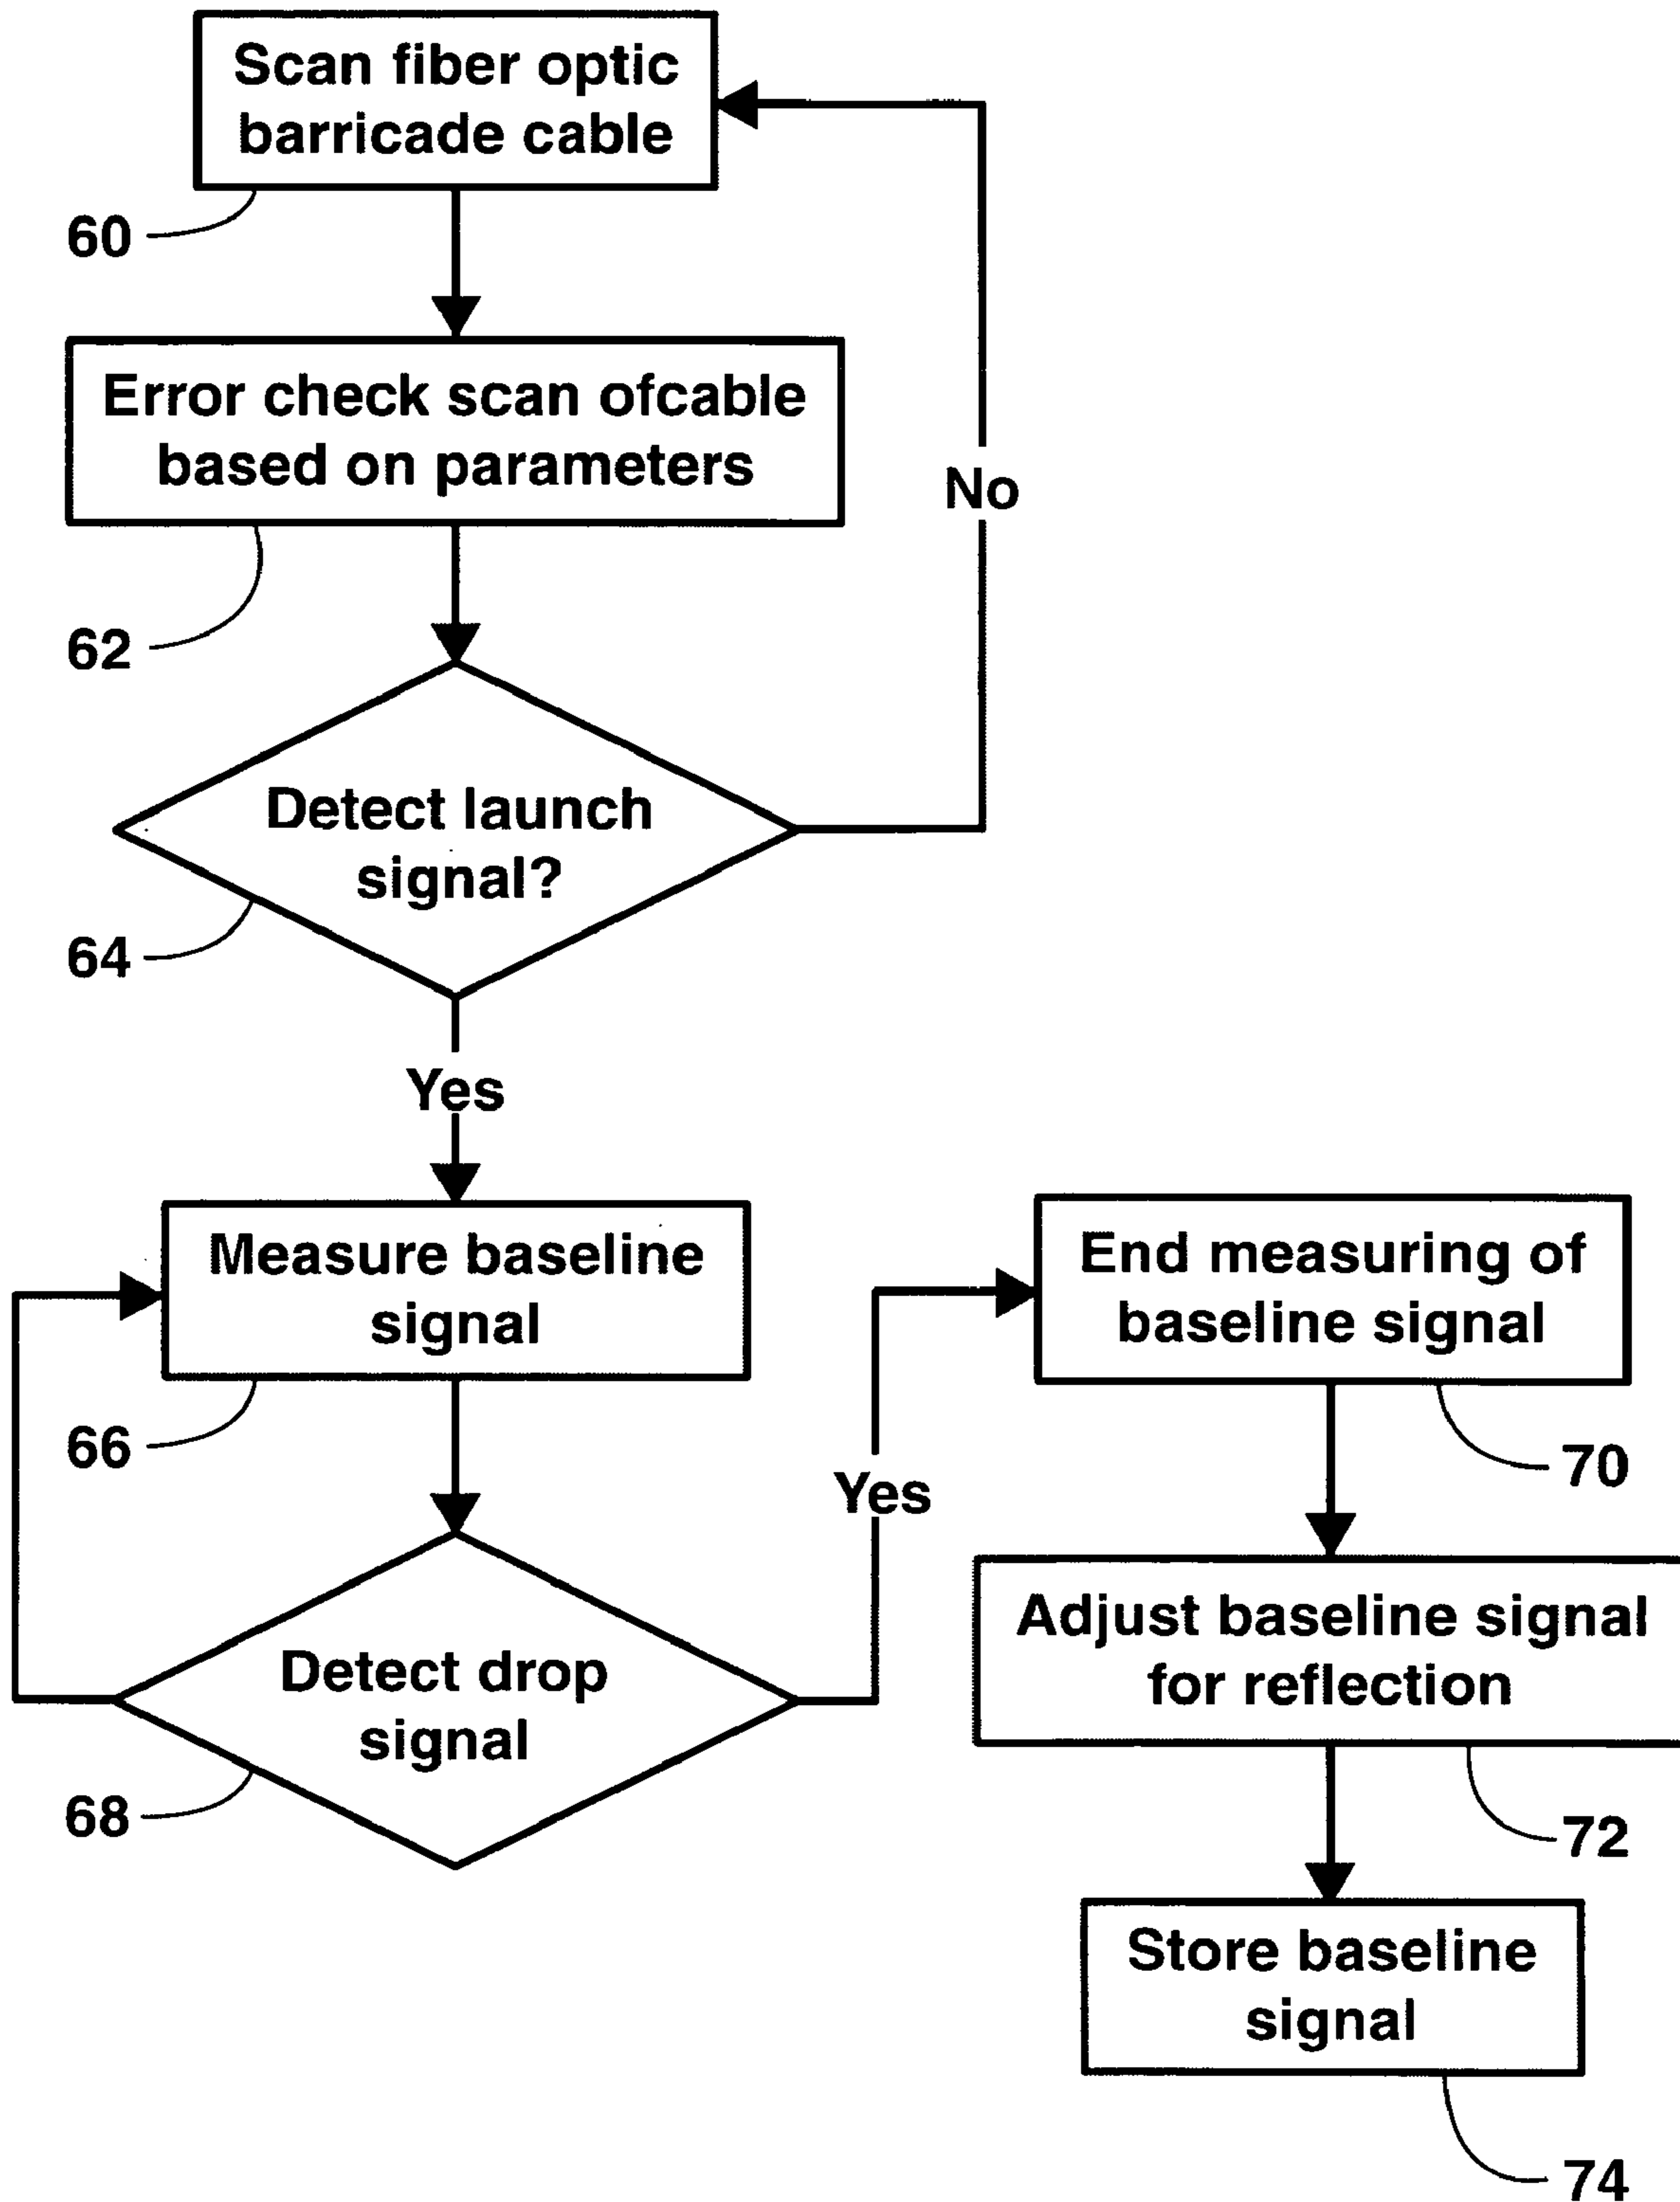 Scan fiber optic
barricade cable
60
Error check scan ofcable
based on parameters
No
62
Detect launch
signal?
64
Yes
Measure baseline
signal
66
End measuring of
baseline signal
70
Yes
Adjust baseline signal
for reflection
72
Detect drop
signal
68
Store baseline
signal
74